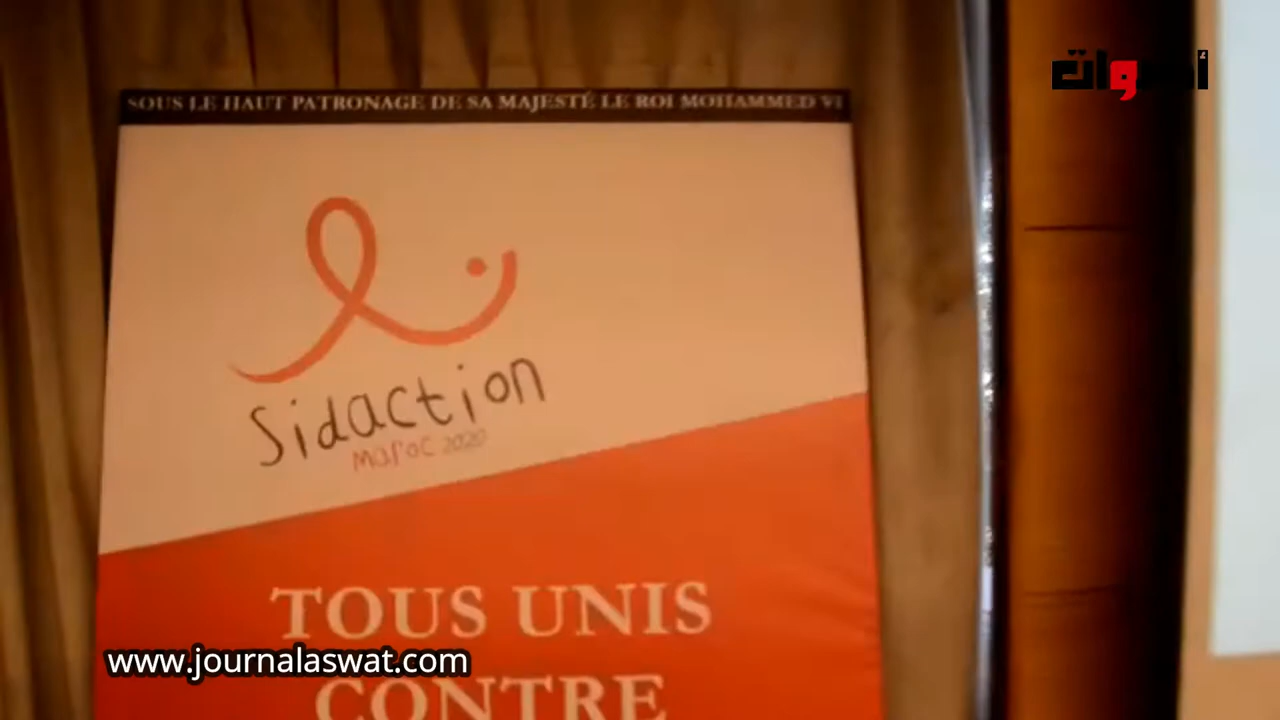 أصوات
SOUS LE HAUT PATRONAGE DE SA MAJESTÉ LE ROI MOHAMMED VI
Sidaction
maroc 2020
TOUS UNIS
CONTRE
www.journalaswat.com